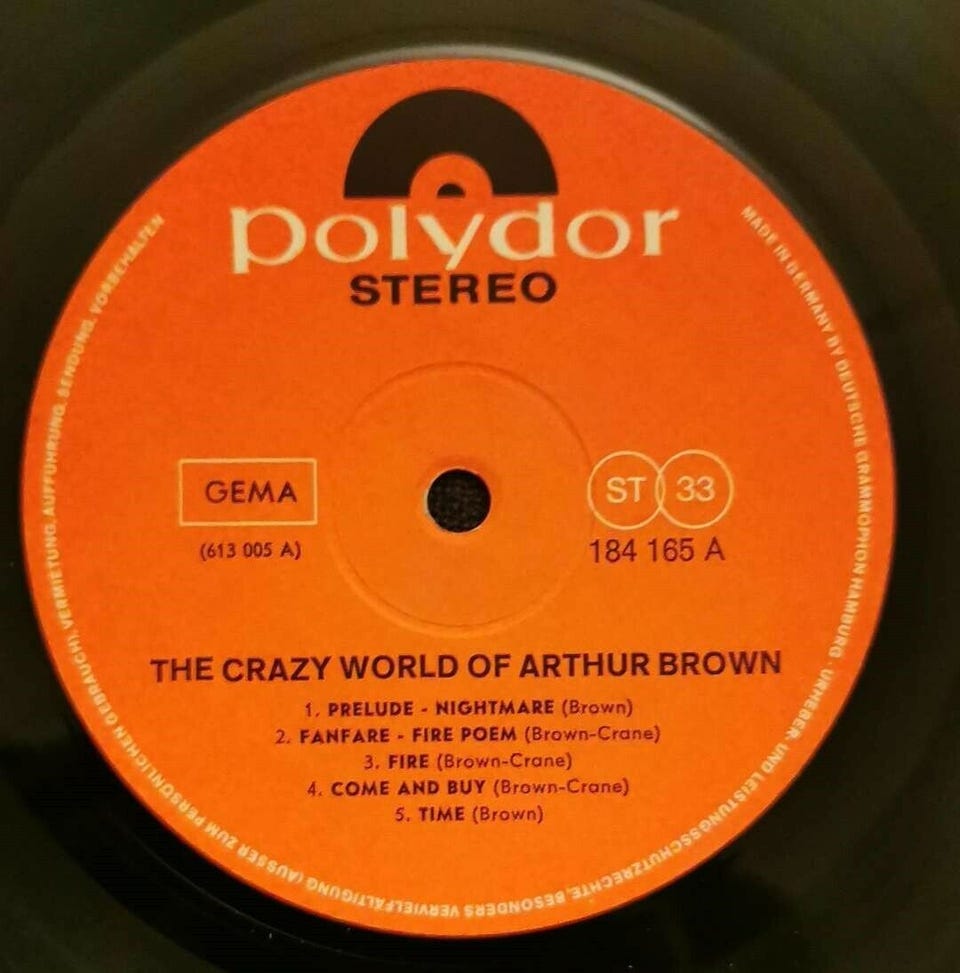 polydor
STEREO
GEMA
(613 005 A)
ST 33
184 165 A
THE CRAZY WORLD OF ARTHUR BROWN
1. PRELUDE - NIGHTMARE (Brown)
2. FANFARE - FIRE POEM (Brown-Crane)
3. FIRE (Brown-Crane)
4. COME AND BUY (Brown-Crane)
5. TIME (Brown)
MADE IN GERMANY BY DEUTSCHE GRAMMOPHON HAMBURG · URHEBER- UND LEISTUNGSSCHUTZRECHTE, BESONDERS VERVIELFÄLTIGUNG (AUSSER ZUM PERSÖNLICHEN GEBRAUCH), VERMIETUNG, AUFFÜHRUNG, SENDUNG, VORBEHALTEN